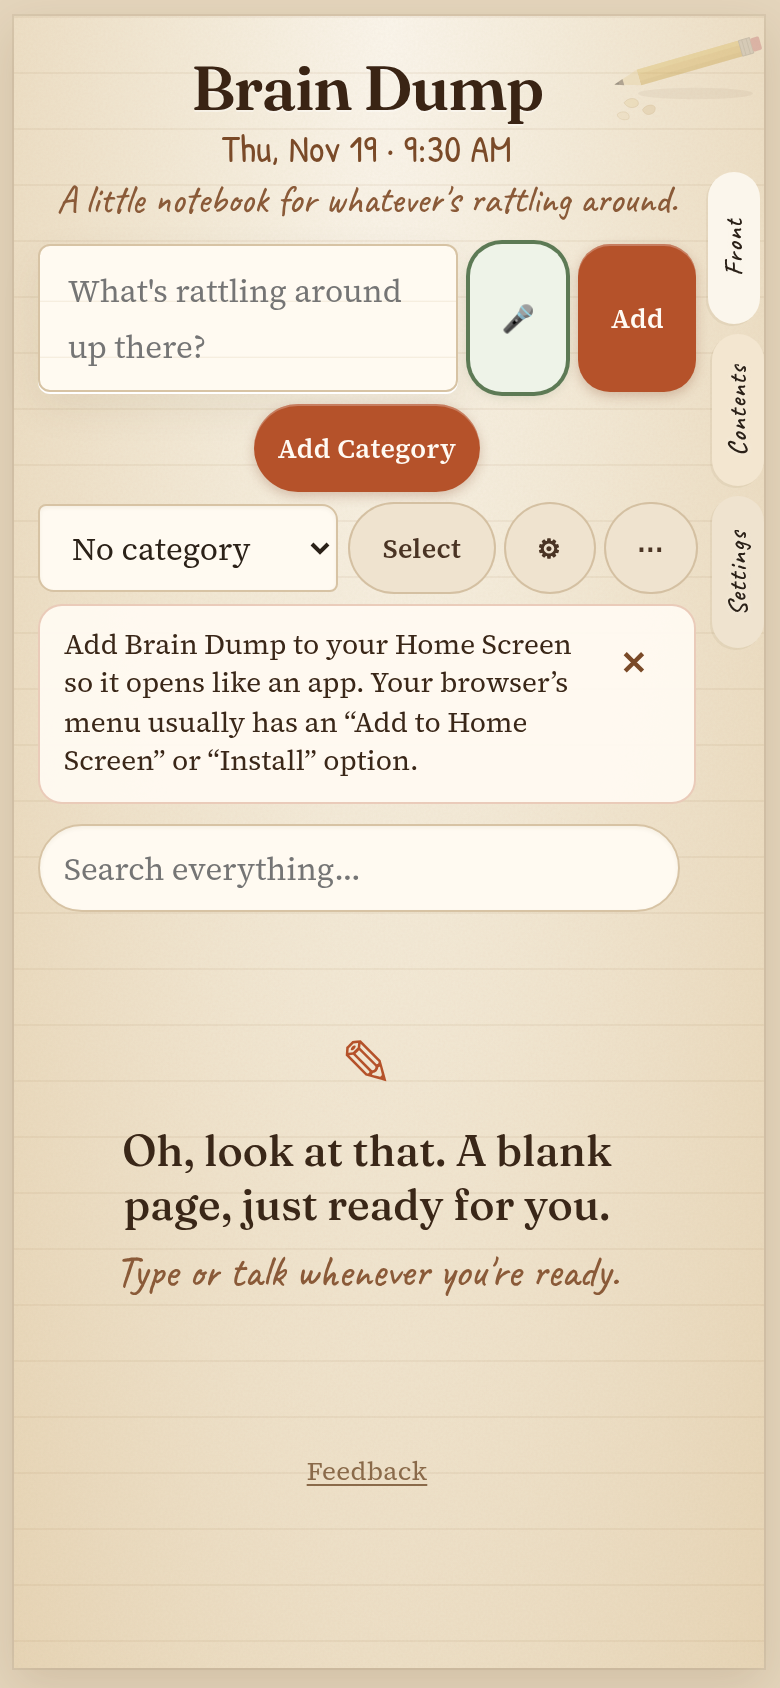 Brain Dump
Thu, Nov 19 · 9:30 AM
A little notebook for whatever's rattling around.
What's rattling around
up there?
Add
Add Category
No category
Select
...
Add Brain Dump to your Home Screen
so it opens like an app. Your browser’s
menu usually has an “Add to Home
Screen” or “Install” option.
Search everything...
Oh, look at that. A blank
page, just ready for you.
Type or talk whenever you're ready.
Feedback
Front
Contents
Settings